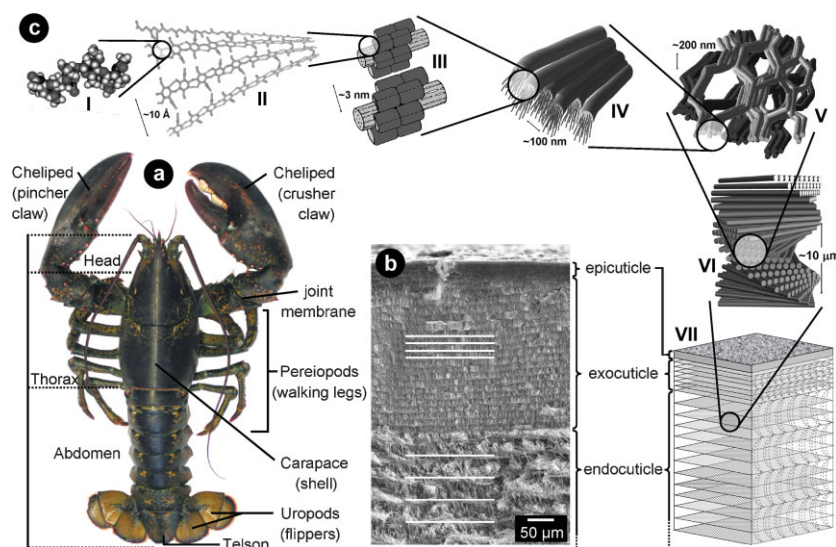 c
I
~10 Å
II
~3 nm
III
~100 nm
IV
~200 nm
V
VI
~10 µm
VII
a
Cheliped
(pincher
claw)
Cheliped
(crusher
claw)
Head
joint
membrane
Thorax
Pereiopods
(walking legs)
Abdomen
Carapace
(shell)
Uropods
(flippers)
Telson
b
epicuticle
exocuticle
endocuticle
50 µm